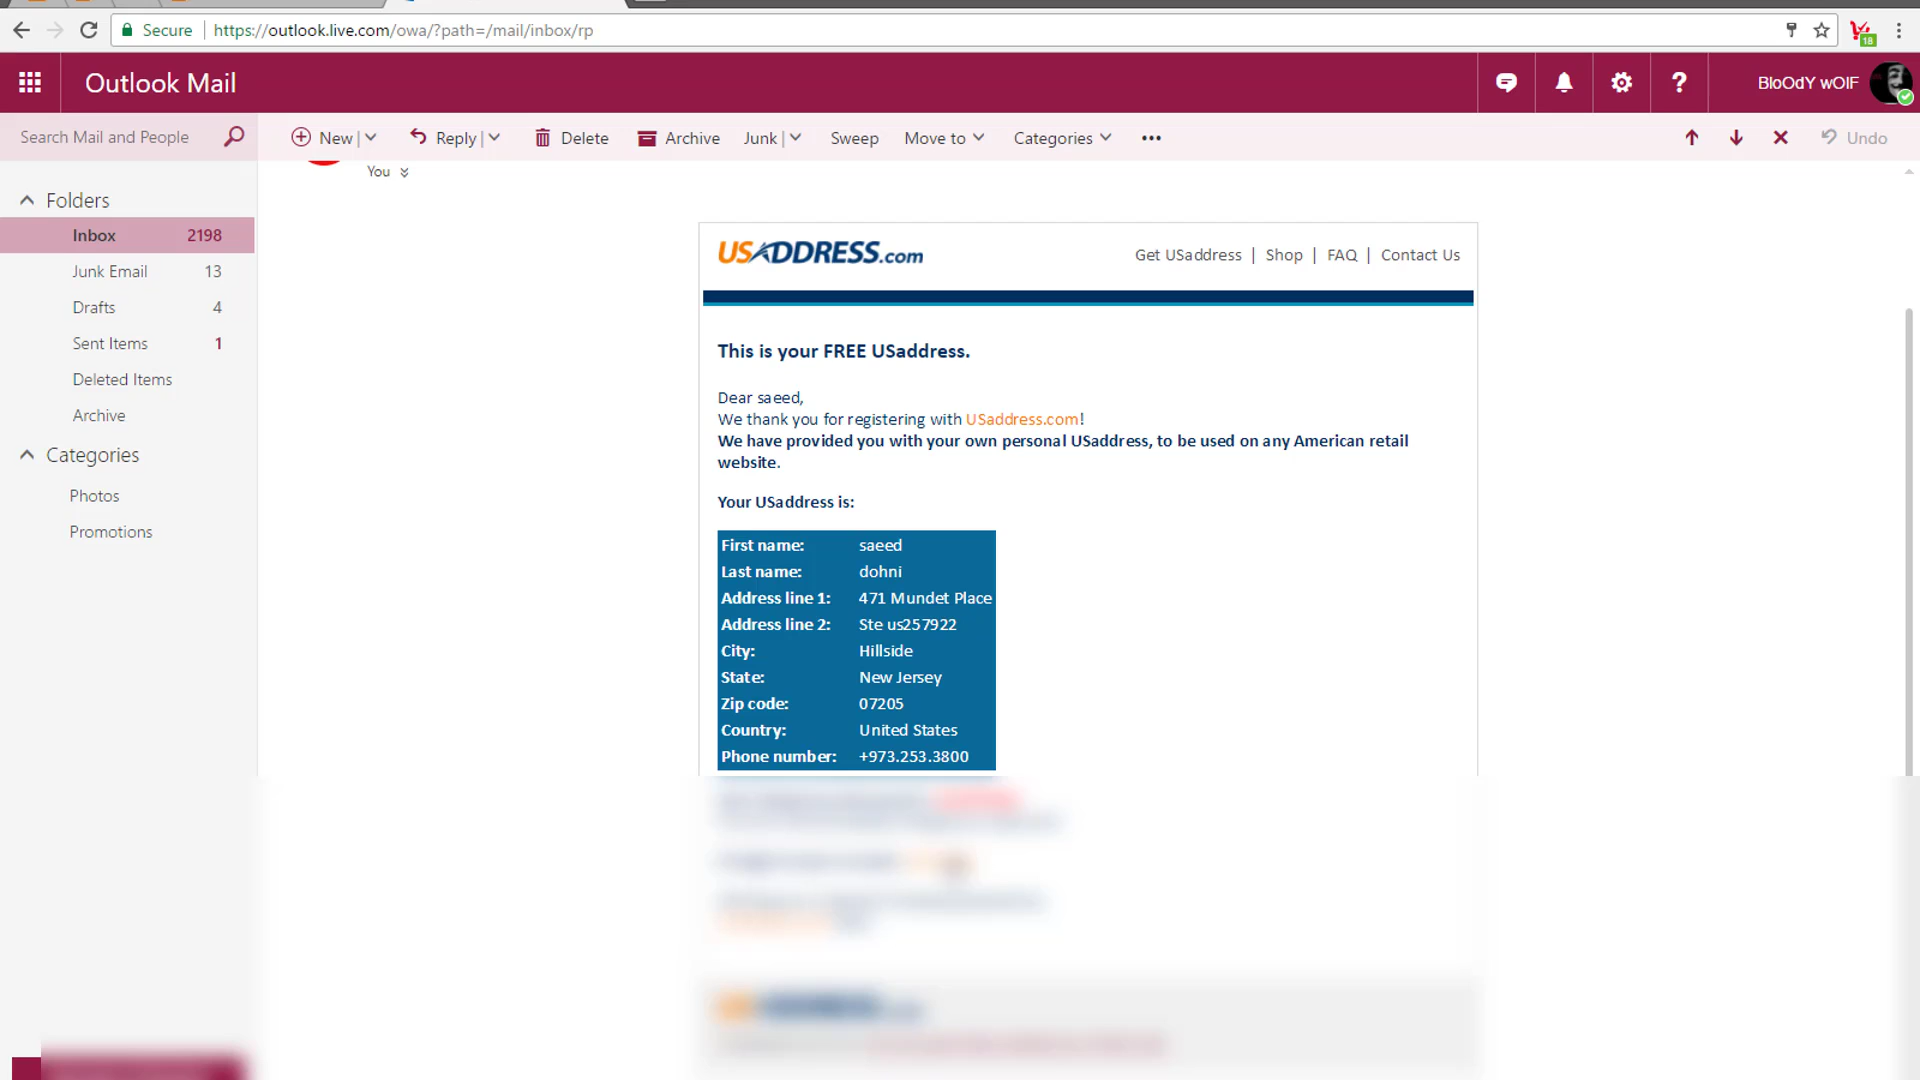 Secure https://outlook.live.com/owa/?path=/mail/inbox/rp
18
Outlook Mail
BloOdY wOlF
Search Mail and People
New Reply Delete Archive Junk Sweep Move to Categories ••• Undo
You
Folders
Inbox 2198
Junk Email 13
Drafts 4
Sent Items 1
Deleted Items
Archive
Categories
Photos
Promotions
USADDRESS.com
Get USaddress | Shop | FAQ | Contact Us
This is your FREE USaddress.
Dear saeed,
We thank you for registering with USaddress.com!
We have provided you with your own personal USaddress, to be used on any American retail
website.
Your USaddress is:
First name: saeed
Last name: dohni
Address line 1: 471 Mundet Place
Address line 2: Ste us257922
City: Hillside
State: New Jersey
Zip code: 07205
Country: United States
Phone number: +973.253.3800